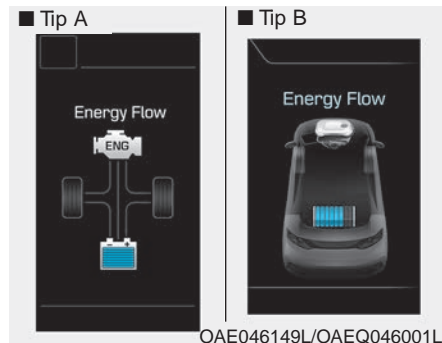 ■ Tip A
■ Tip B
Energy Flow
ENG
Energy Flow
OAE046149L/OAEQ046001L